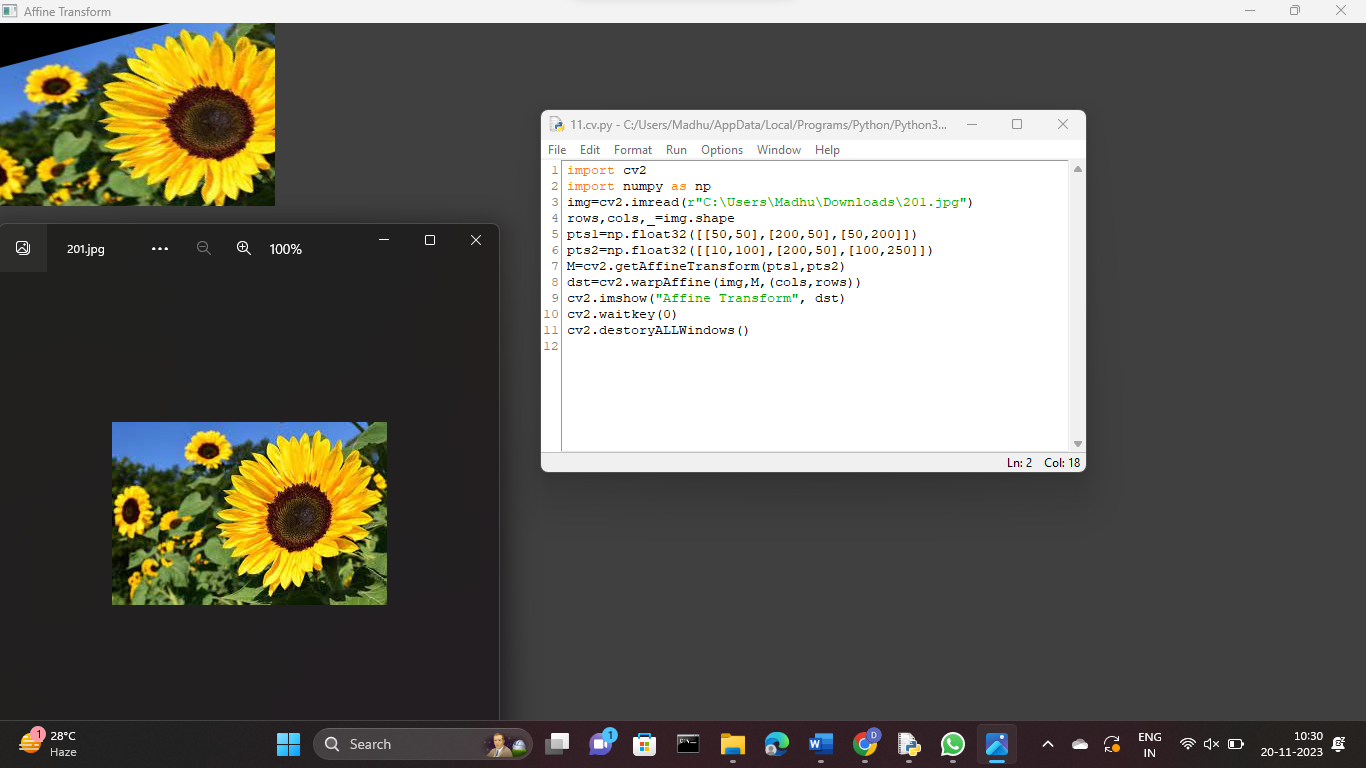 Affine Transform
11.cv.py - C:/Users/Madhu/AppData/Local/Programs/Python/Python3...
File Edit Format Run Options Window Help
1 import cv2
2 import numpy as np
3 img=cv2.imread(r"C:\Users\Madhu\Downloads\201.jpg")
4 rows,cols,_=img.shape
5 pts1=np.float32([[50,50],[200,50],[50,200]])
6 pts2=np.float32([[10,100],[200,50],[100,250]])
7 M=cv2.getAffineTransform(pts1,pts2)
8 dst=cv2.warpAffine(img,M,(cols,rows))
9 cv2.imshow("Affine Transform", dst)
10 cv2.waitkey(0)
11 cv2.destoryALLWindows()
12
Ln: 2 Col: 18
201.jpg ... 100%
1 28°C
Haze
Search
1
D
ENG
IN
10:30
20-11-2023